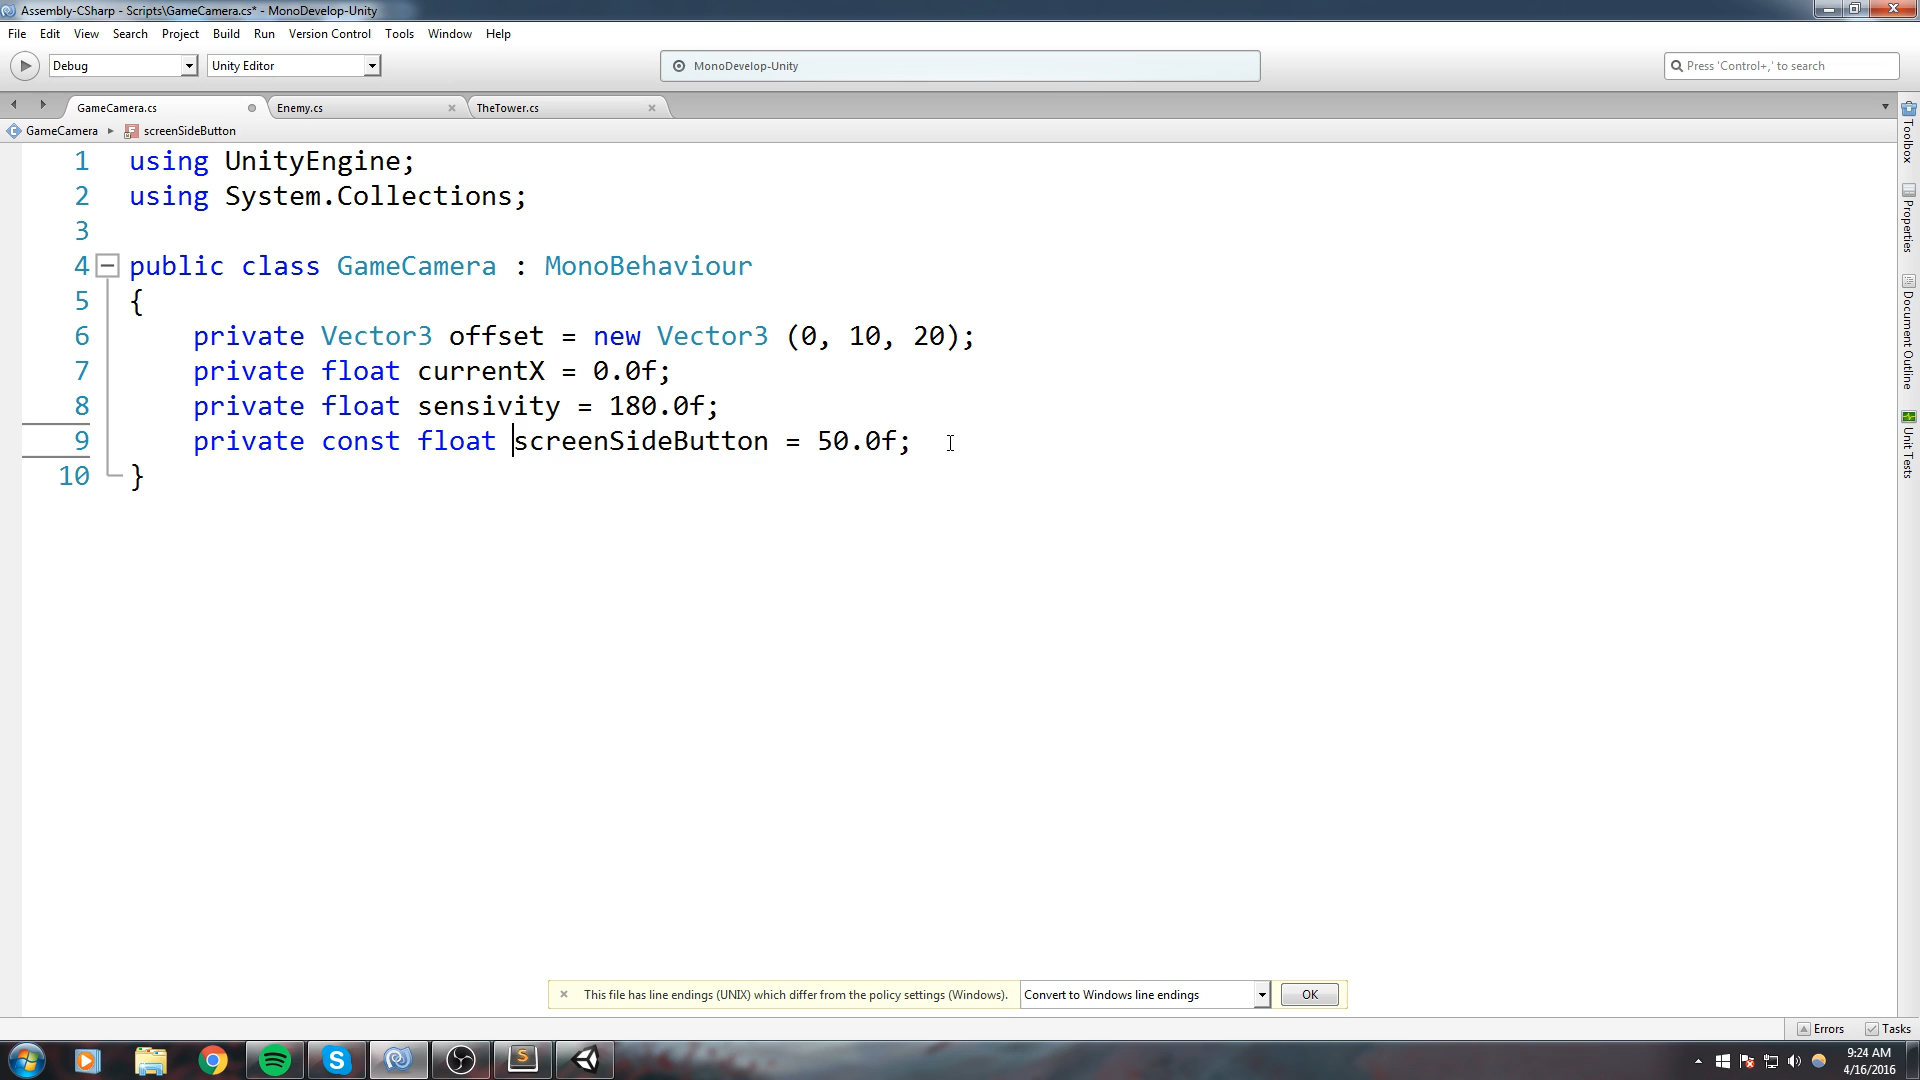 Assembly-CSharp - Scripts\GameCamera.cs* - MonoDevelop-Unity
File Edit View Search Project Build Run Version Control Tools Window Help
Debug Unity Editor MonoDevelop-Unity Press 'Control+,' to search
GameCamera.cs Enemy.cs TheTower.cs
GameCamera screenSideButton
1 using UnityEngine;
2 using System.Collections;
3
4 public class GameCamera : MonoBehaviour
5 {
6 private Vector3 offset = new Vector3 (0, 10, 20);
7 private float currentX = 0.0f;
8 private float sensivity = 180.0f;
9 private const float screenSideButton = 50.0f;
10 }
Toolbox
Properties
Document Outline
Unit Tests
This file has line endings (UNIX) which differ from the policy settings (Windows). Convert to Windows line endings OK
Errors Tasks
9:24 AM
4/16/2016